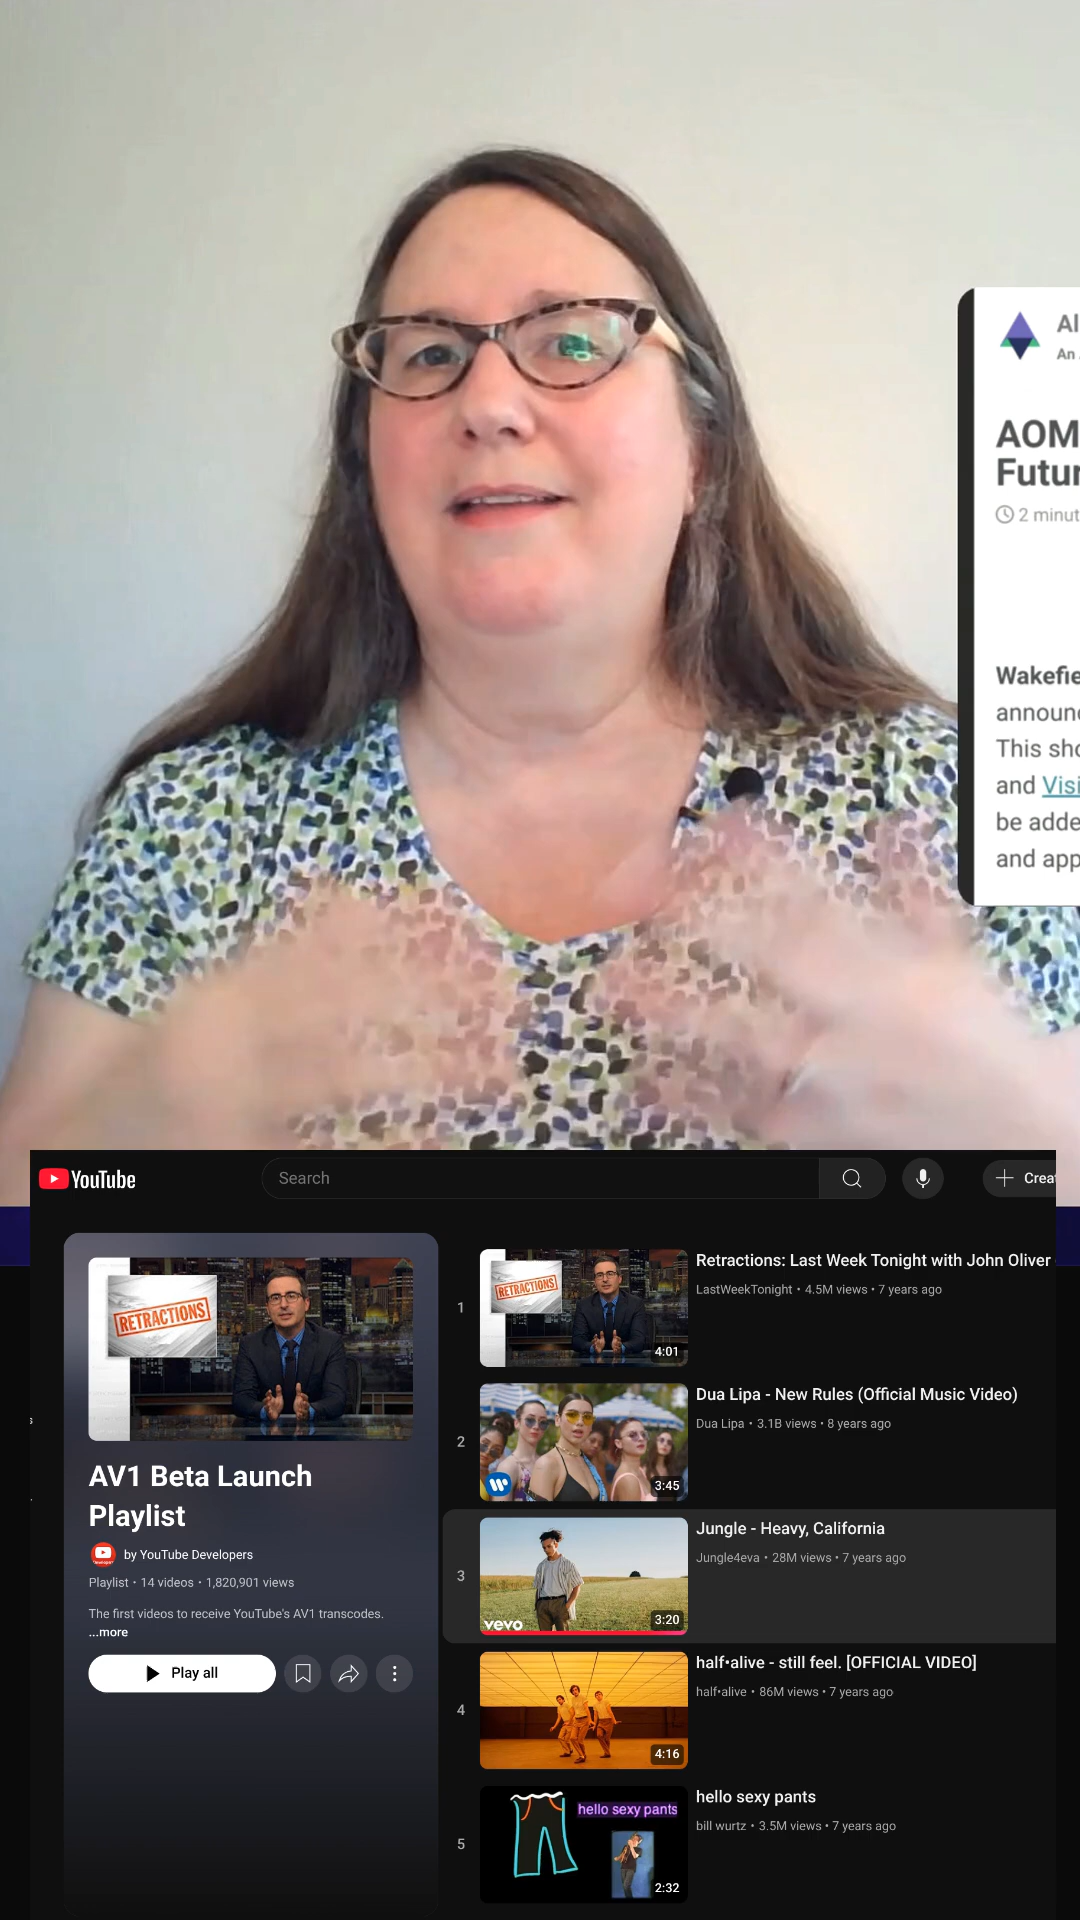 Al
An
AOM
Futur
2 minut
Wakefie
announc
This sho
and Visi
be adde
and app
YouTube
Search
Crea
RETRACTIONS
AV1 Beta Launch
Playlist
by YouTube Developers
Playlist • 14 videos • 1,820,901 views
The first videos to receive YouTube's AV1 transcodes.
...more
Play all
1
RETRACTIONS
4:01
Retractions: Last Week Tonight with John Oliver
LastWeekTonight • 4.5M views • 7 years ago
2
3:45
Dua Lipa - New Rules (Official Music Video)
Dua Lipa • 3.1B views • 8 years ago
3
vevo
3:20
Jungle - Heavy, California
Jungle4eva • 28M views • 7 years ago
4
4:16
half•alive - still feel. [OFFICIAL VIDEO]
half•alive • 86M views • 7 years ago
5
hello sexy pants
2:32
hello sexy pants
bill wurtz • 3.5M views • 7 years ago